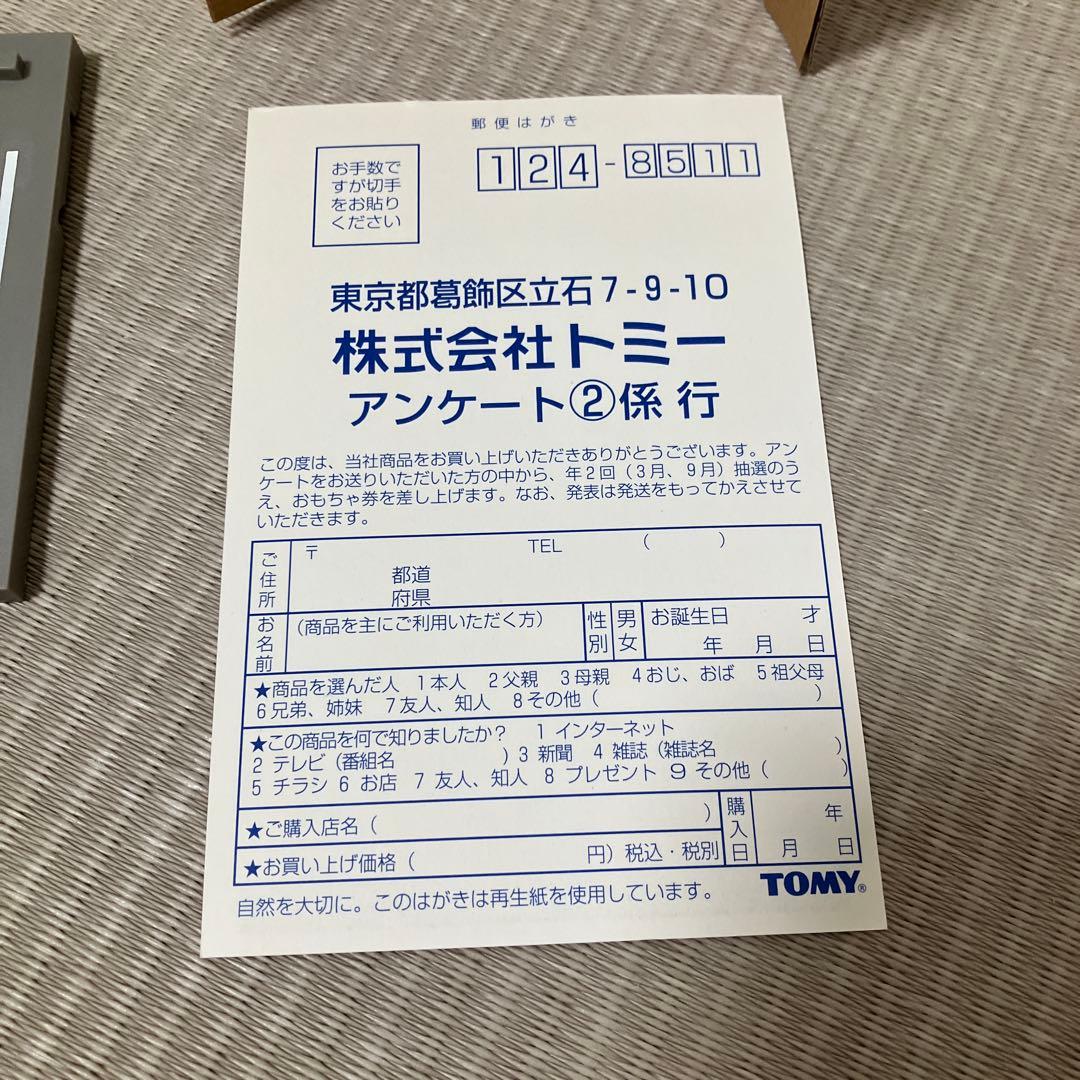 郵便はがき
お手数で
すが切手
をお貼り
ください
124-8511
東京都葛飾区立石7-9-10
株式会社トミー
アンケート②係 行
この度は、当社商品をお買い上げいただきありがとうございます。アン
ケートをお送りいただいた方の中から、年2回（3月、9月）抽選のう
え、おもちゃ券を差し上げます。なお、発表は発送をもってかえさせて
いただきます。
ご住所 〒 TEL （ ）
都道
府県
お名前 （商品を主にご利用いただく方） 性別 男女 お誕生日 才
年 月 日
★商品を選んだ人 1本人 2父親 3母親 4おじ、おば 5祖父母
6兄弟、姉妹 7友人、知人 8その他（ ）
★この商品を何で知りましたか？ 1 インターネット
2 テレビ（番組名 ）3 新聞 4 雑誌（雑誌名 ）
5 チラシ 6 お店 7 友人、知人 8 プレゼント 9 その他（ ）
★ご購入店名（ ） 購入日 年
★お買い上げ価格（ 円）税込・税別 月 日
TOMY®
自然を大切に。このはがきは再生紙を使用しています。